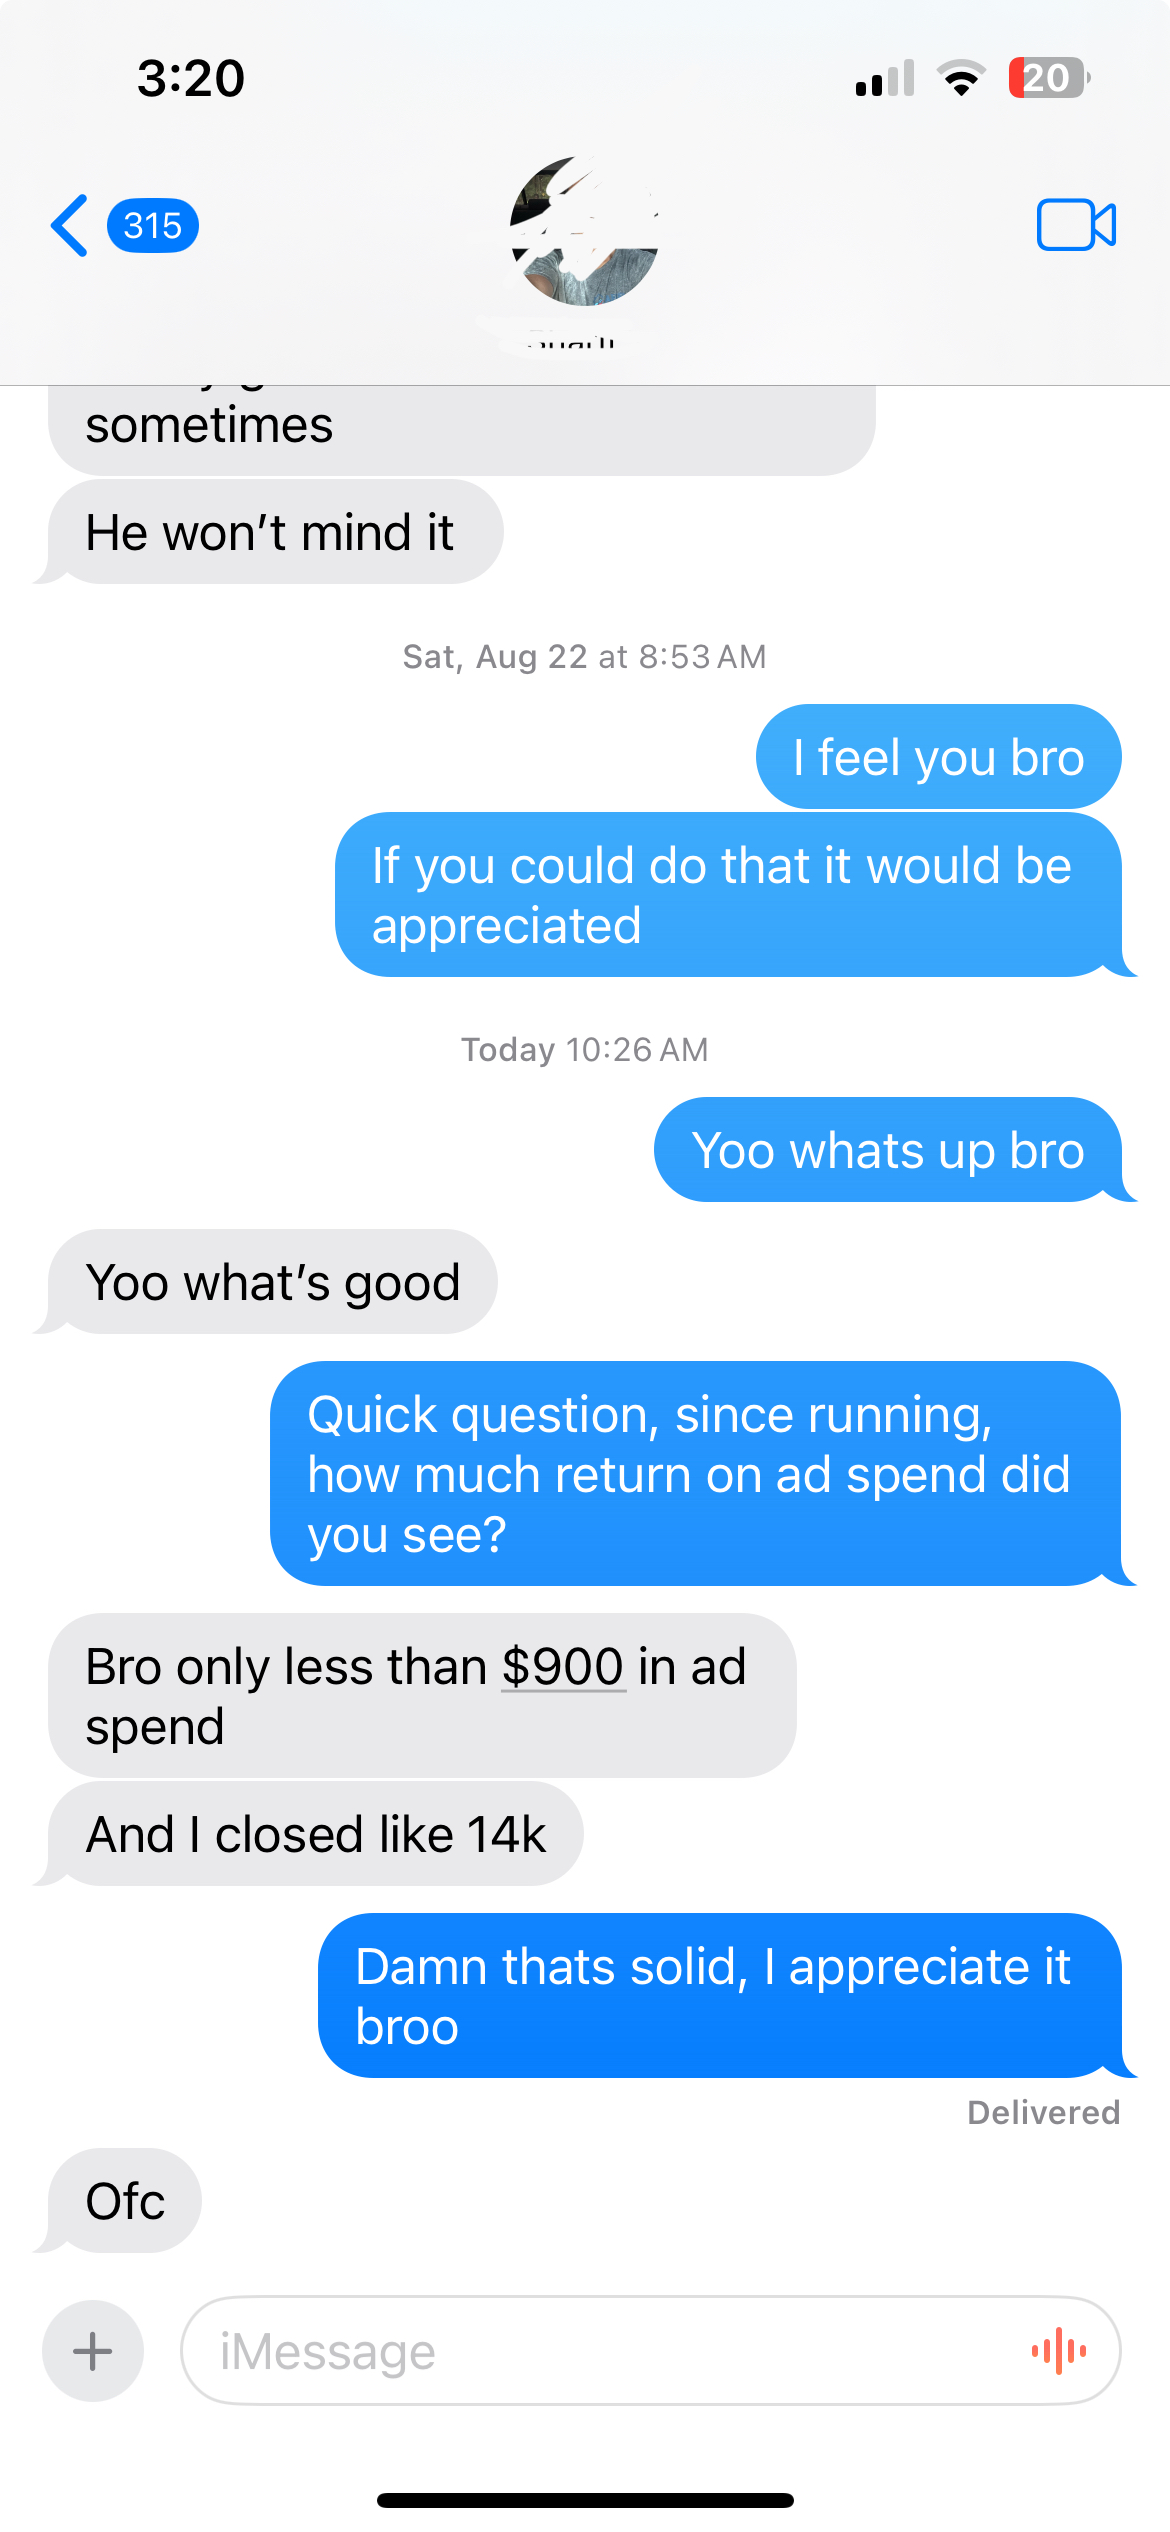 3:20
20
315
sometimes
He won't mind it
Sat, Aug 22 at 8:53 AM
I feel you bro
If you could do that it would be
appreciated
Today 10:26 AM
Yoo whats up bro
Yoo what's good
Quick question, since running,
how much return on ad spend did
you see?
Bro only less than $900 in ad
spend
And I closed like 14k
Damn thats solid, I appreciate it
broo
Delivered
Ofc
iMessage